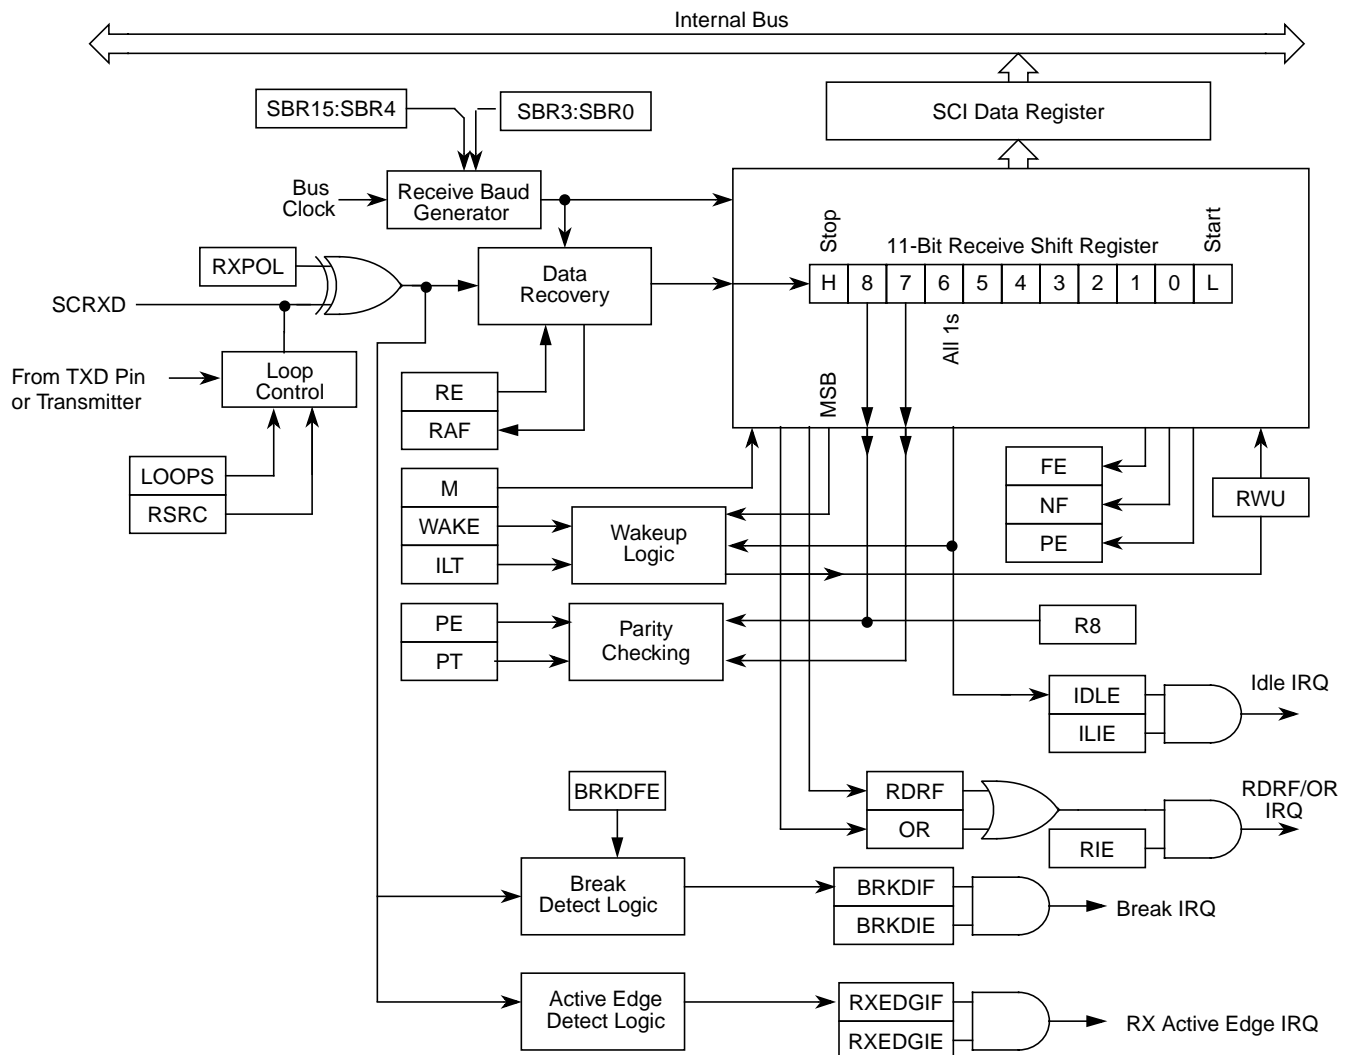 Internal Bus
SBR15:SBR4
SBR3:SBR0
SCI Data Register
Bus
Clock
Receive Baud
Generator
Stop
11-Bit Receive Shift Register
Start
RXPOL
Data
Recovery
H 8 7 6 5 4 3 2 1 0 L
SCRXD
All 1s
From TXD Pin
or Transmitter
Loop
Control
RE
RAF
MSB
LOOPS
RSRC
M
WAKE
ILT
Wakeup
Logic
FE
NF
PE
RWU
PE
PT
Parity
Checking
R8
IDLE
ILIE
Idle IRQ
BRKDFE
RDRF
OR
RIE
RDRF/OR
IRQ
Break
Detect Logic
BRKDIF
BRKDIE
Break IRQ
Active Edge
Detect Logic
RXEDGIF
RXEDGIE
RX Active Edge IRQ